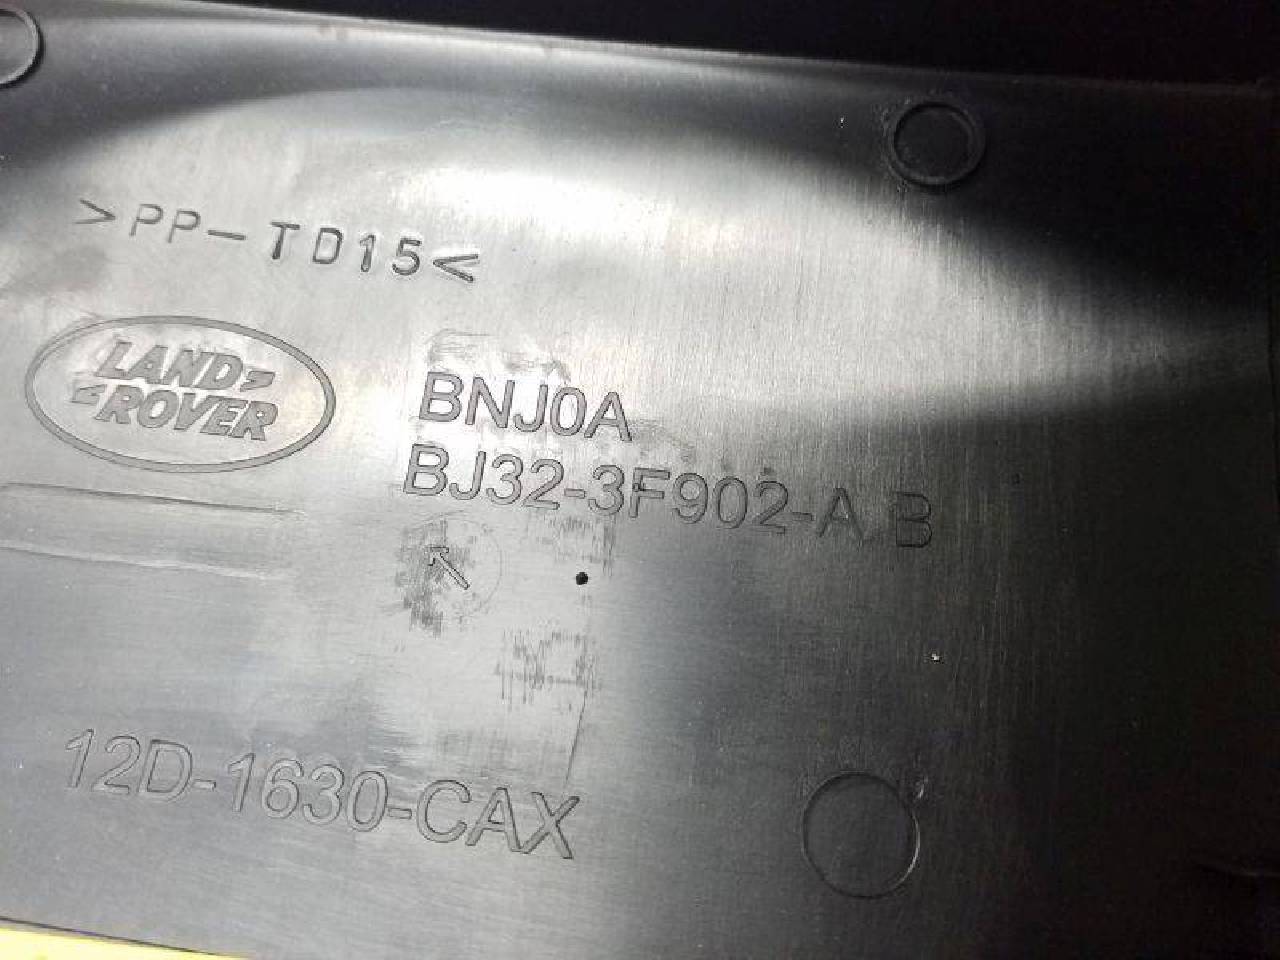 >PP-TD15<
LAND
ROVER
BNJ0A
BJ32-3F902-A B
12D-1630-CAX